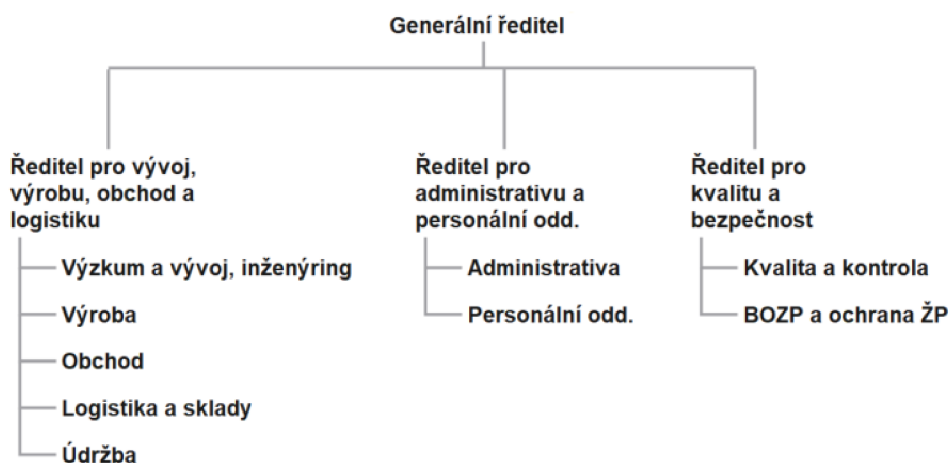 Generální ředitel
Ředitel pro vývoj,
výrobu, obchod a
logistiku
Výzkum a vývoj, inženýring
Výroba
Obchod
Logistika a sklady
Údržba
Ředitel pro
administrativu a
personální odd.
Administrativa
Personální odd.
Ředitel pro
kvalitu a
bezpečnost
Kvalita a kontrola
BOZP a ochrana ŽP